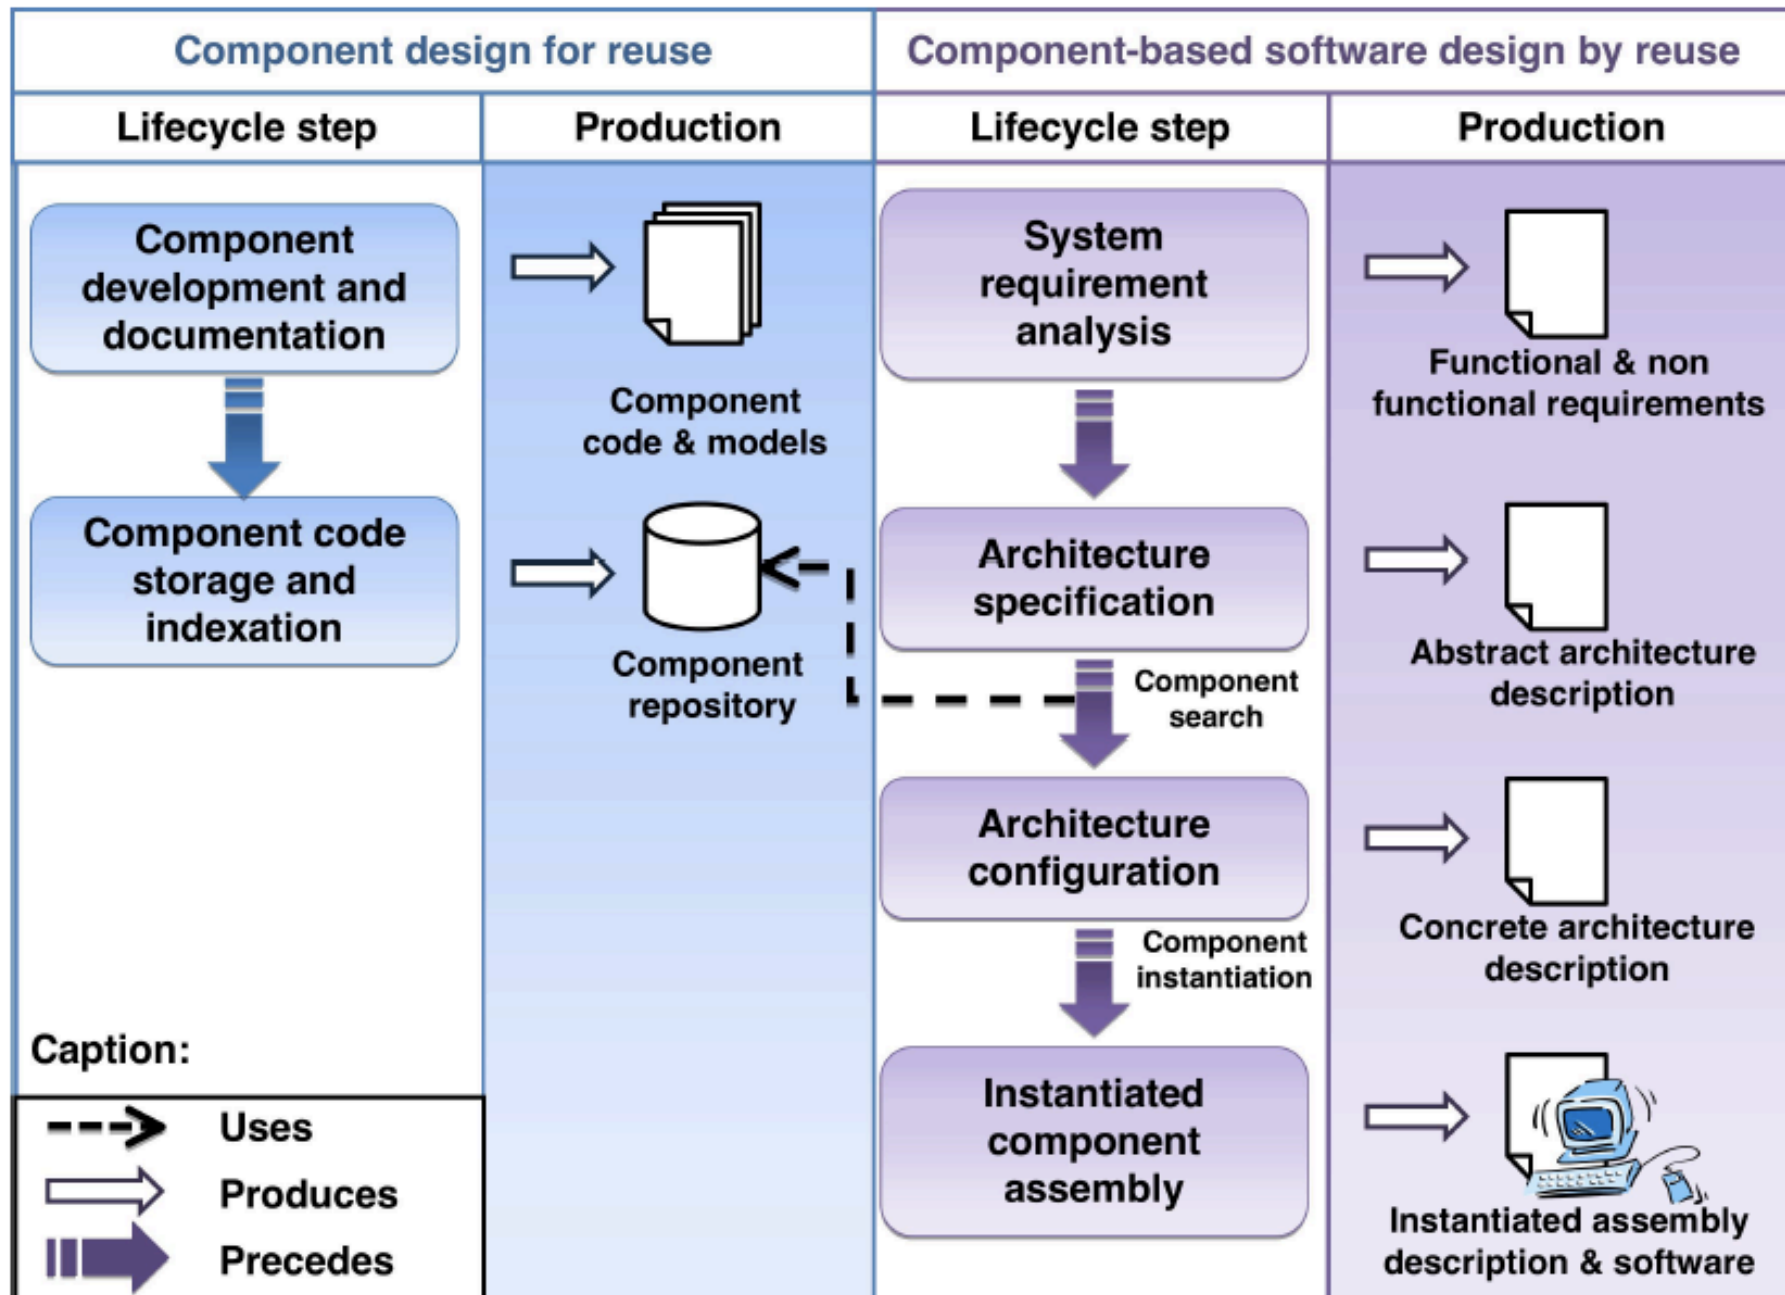 Component design for reuse
Component-based software design by reuse
Lifecycle step
Production
Lifecycle step
Production
Component
development and
documentation
Component
code & models
Component code
storage and
indexation
Component
repository
System
requirement
analysis
Functional & non
functional requirements
Architecture
specification
Abstract architecture
description
Component
search
Architecture
configuration
Concrete architecture
description
Component
instantiation
Instantiated
component
assembly
Instantiated assembly
description & software
Caption:
Uses
Produces
Precedes